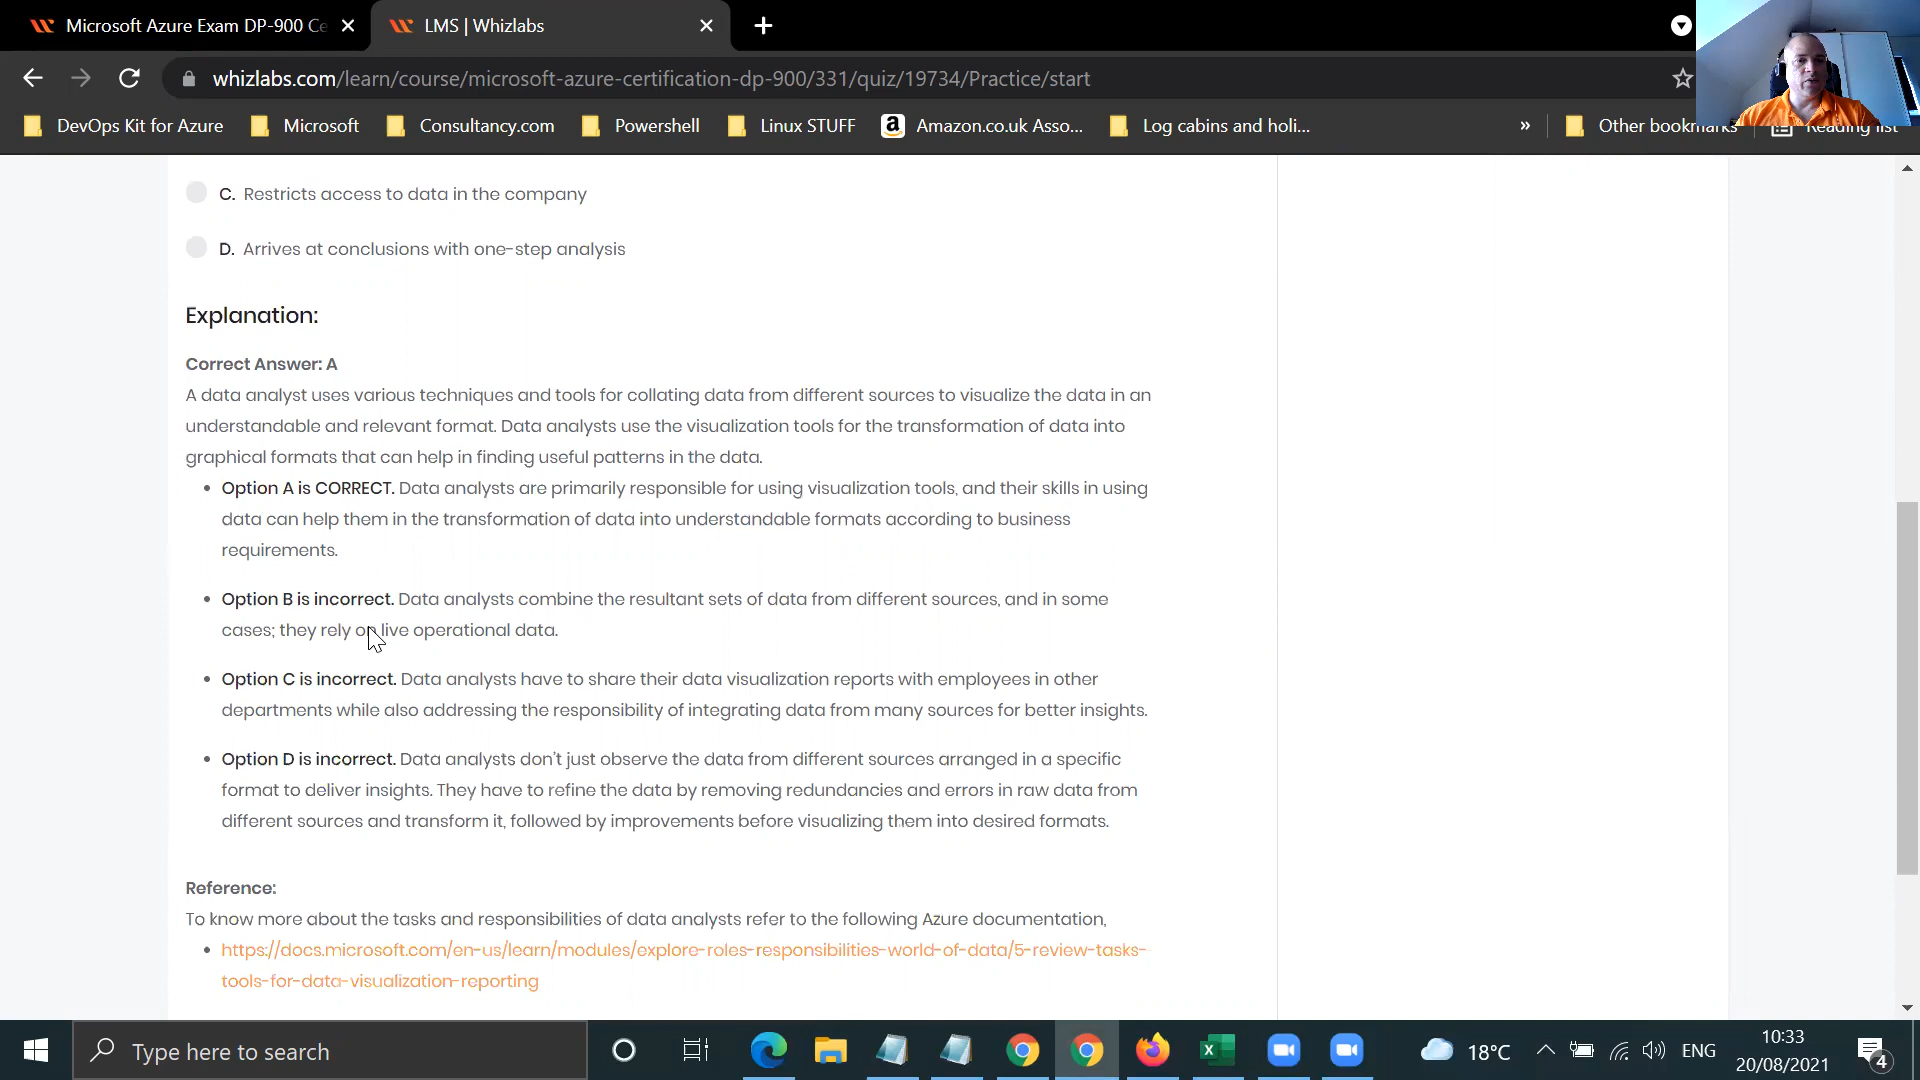 Microsoft Azure Exam DP-900 Ce
LMS | Whizlabs
whizlabs.com/learn/course/microsoft-azure-certification-dp-900/331/quiz/19734/Practice/start
DevOps Kit for Azure
Microsoft
Consultancy.com
Powershell
Linux STUFF
Amazon.co.uk Asso...
Log cabins and holi...
»
Other bookmarks
Reading list
C. Restricts access to data in the company
D. Arrives at conclusions with one-step analysis
Explanation:
Correct Answer: A
A data analyst uses various techniques and tools for collating data from different sources to visualize the data in an
understandable and relevant format. Data analysts use the visualization tools for the transformation of data into
graphical formats that can help in finding useful patterns in the data.
• Option A is CORRECT. Data analysts are primarily responsible for using visualization tools, and their skills in using
data can help them in the transformation of data into understandable formats according to business
requirements.
• Option B is incorrect. Data analysts combine the resultant sets of data from different sources, and in some
cases; they rely on live operational data.
• Option C is incorrect. Data analysts have to share their data visualization reports with employees in other
departments while also addressing the responsibility of integrating data from many sources for better insights.
• Option D is incorrect. Data analysts don't just observe the data from different sources arranged in a specific
format to deliver insights. They have to refine the data by removing redundancies and errors in raw data from
different sources and transform it, followed by improvements before visualizing them into desired formats.
Reference:
To know more about the tasks and responsibilities of data analysts refer to the following Azure documentation,
• https://docs.microsoft.com/en-us/learn/modules/explore-roles-responsibilities-world-of-data/5-review-tasks-
tools-for-data-visualization-reporting
Type here to search
18°C
ENG
10:33
20/08/2021
4